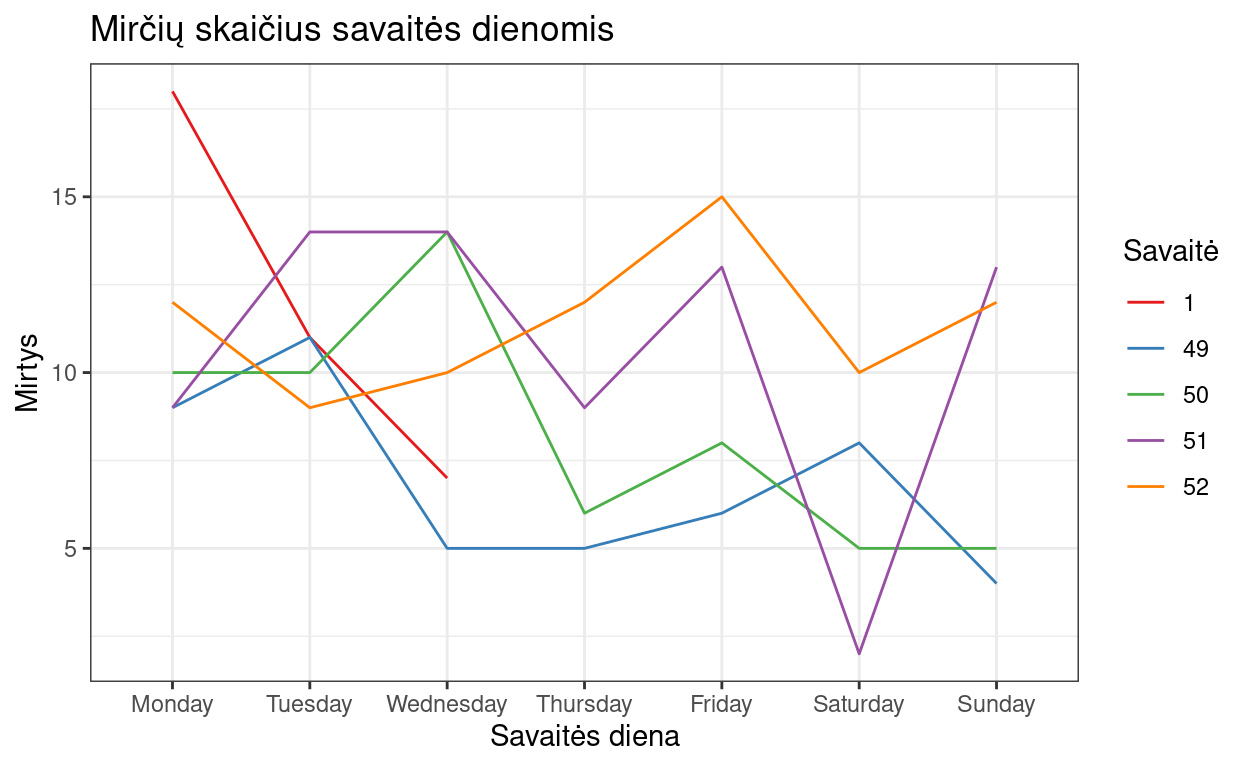 Mirčių skaičius savaitės dienomis
Mirtys
15
10
5
Monday Tuesday Wednesday Thursday Friday Saturday Sunday
Savaitės diena
Savaitė
1
49
50
51
52